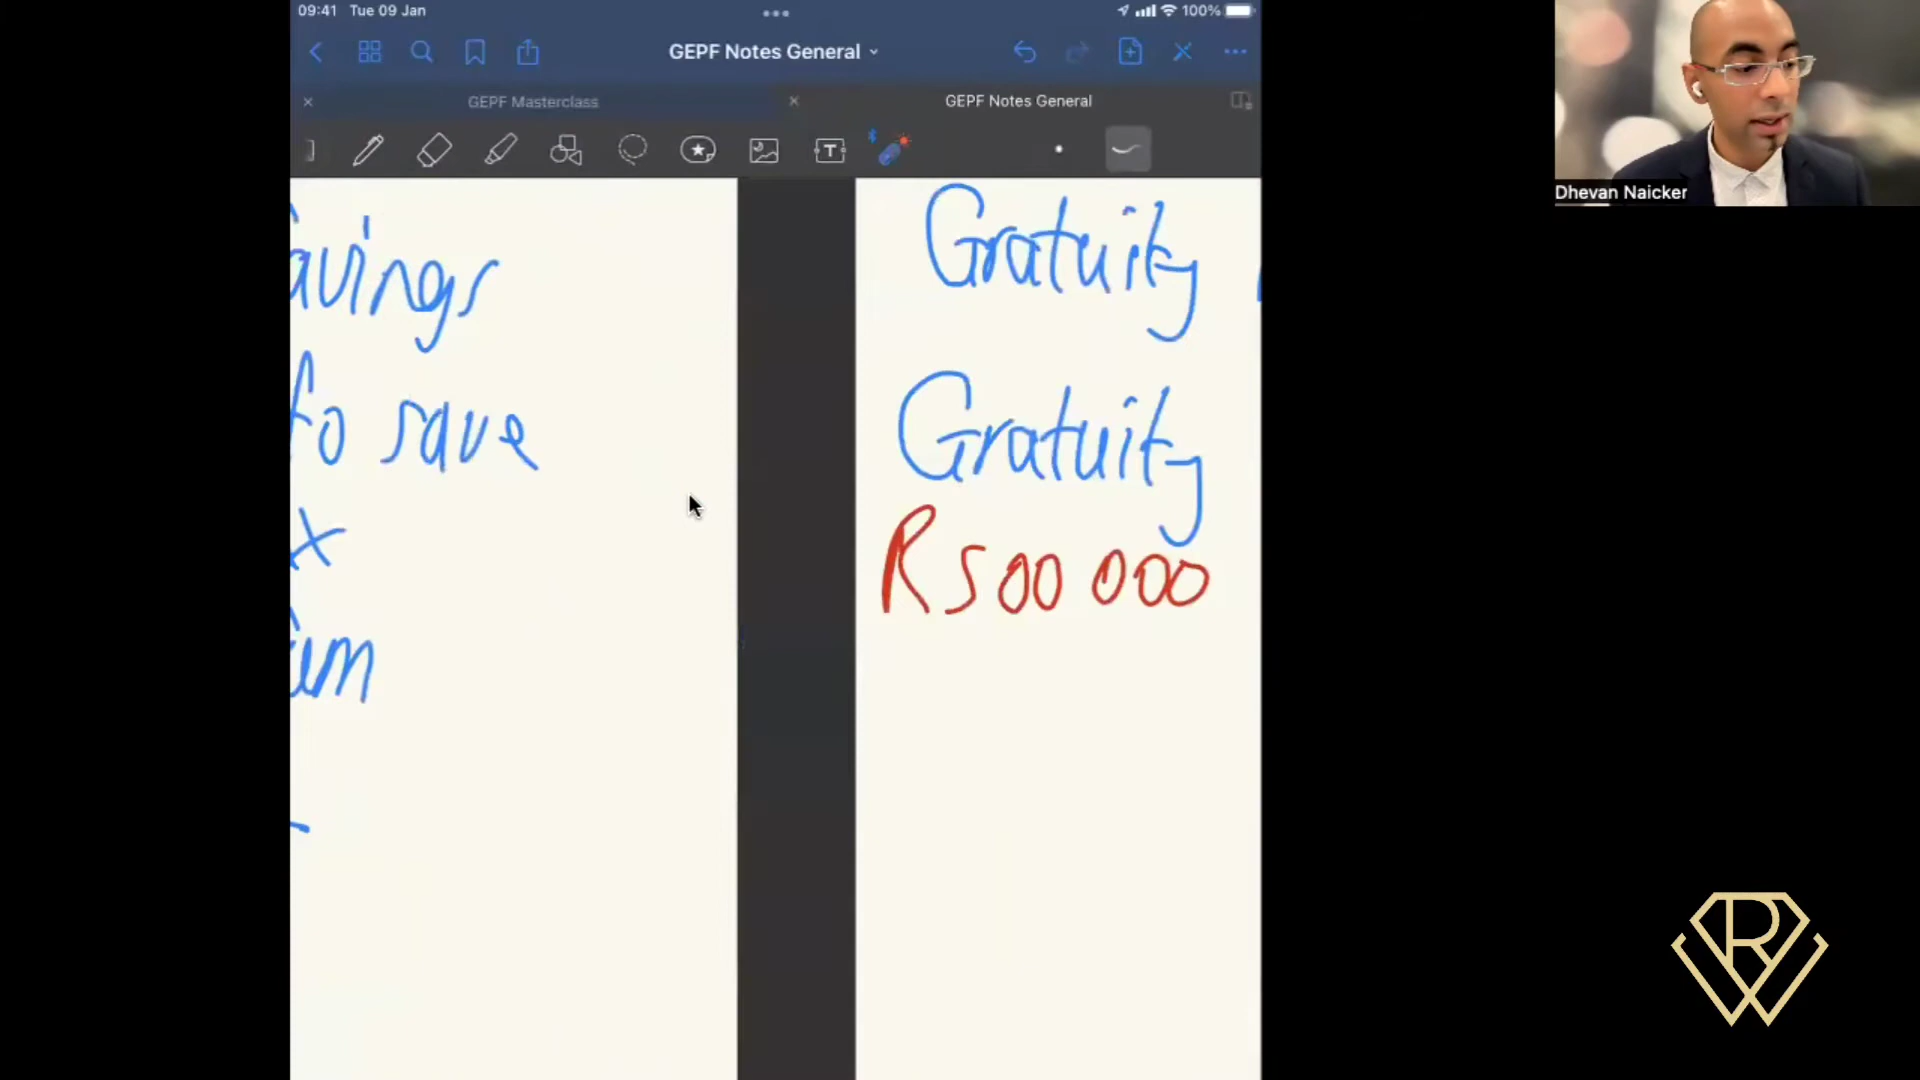 09:41 Tue 09 Jan
100%
GEPF Notes General
GEPF Masterclass
GEPF Notes General
T
avings
to save
x
Gratuity
Gratuity
R500 000
Dhevan Naicker